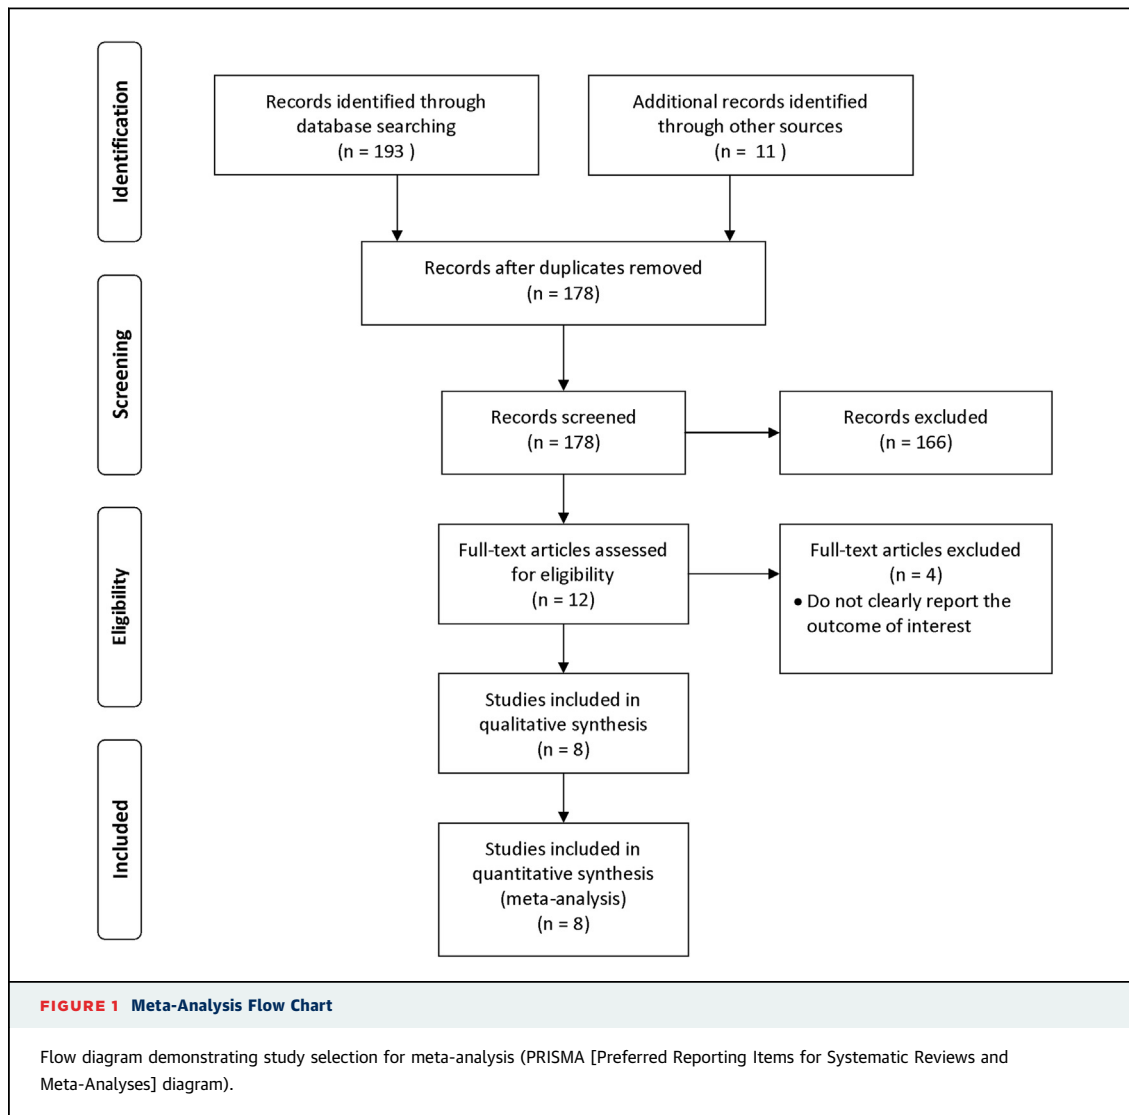 Identification
Records identified through
database searching
(n = 193 )
Additional records identified
through other sources
(n = 11 )
Records after duplicates removed
(n = 178)
Screening
Records screened
(n = 178)
Records excluded
(n = 166)
Eligibility
Full-text articles assessed
for eligibility
(n = 12)
Full-text articles excluded
(n = 4)
• Do not clearly report the
outcome of interest
Studies included in
qualitative synthesis
(n = 8)
Included
Studies included in
quantitative synthesis
(meta-analysis)
(n = 8)
FIGURE 1 Meta-Analysis Flow Chart
Flow diagram demonstrating study selection for meta-analysis (PRISMA [Preferred Reporting Items for Systematic Reviews and
Meta-Analyses] diagram).